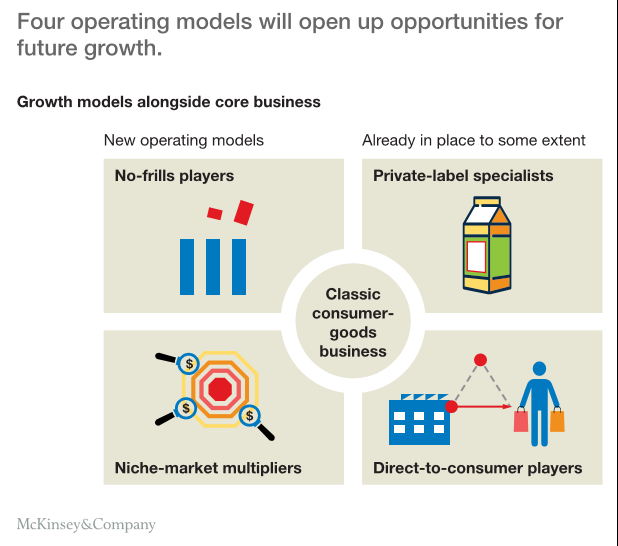 Four operating models will open up opportunities for
future growth.
Growth models alongside core business
New operating models
Already in place to some extent
No-frills players
Private-label specialists
Classic
consumer-
goods
business
$
$
$
Niche-market multipliers
Direct-to-consumer players
McKinsey&Company